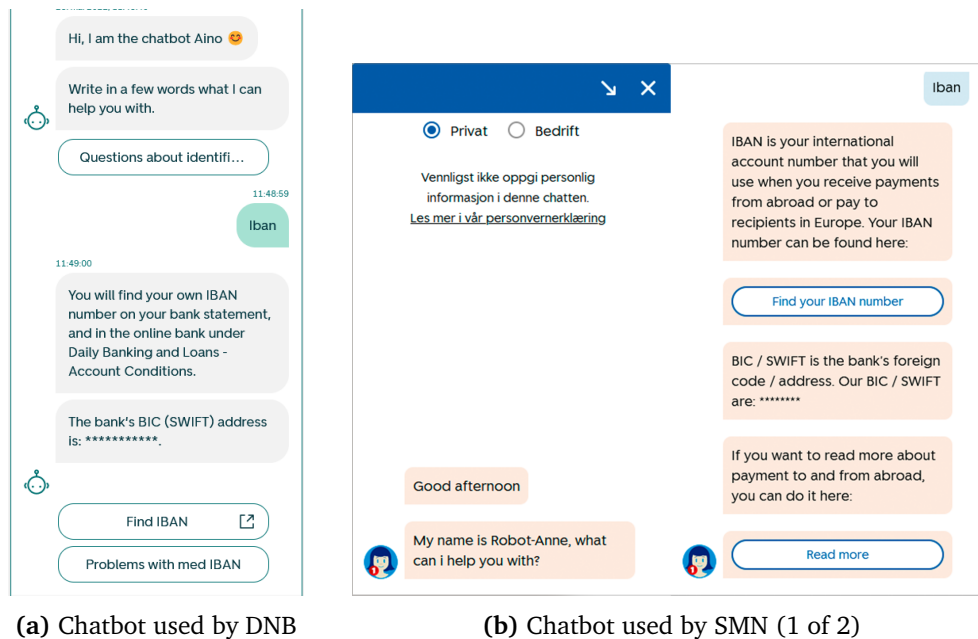 Hi, I am the chatbot Aino
Write in a few words what I can
help you with.
Questions about identifi...
11:48:59
Iban
11:49:00
You will find your own IBAN
number on your bank statement,
and in the online bank under
Daily Banking and Loans -
Account Conditions.
The bank's BIC (SWIFT) address
is: ***********.
Find IBAN
Problems with med IBAN
(a) Chatbot used by DNB
Privat
Bedrift
Vennligst ikke oppgi personlig
informasjon i denne chatten.
Les mer i vår personvernerklæring
Good afternoon
My name is Robot-Anne, what
can i help you with?
Iban
IBAN is your international
account number that you will
use when you receive payments
from abroad or pay to
recipients in Europe. Your IBAN
number can be found here:
Find your IBAN number
BIC / SWIFT is the bank's foreign
code / address. Our BIC / SWIFT
are: ********
If you want to read more about
payment to and from abroad,
you can do it here:
Read more
(b) Chatbot used by SMN (1 of 2)